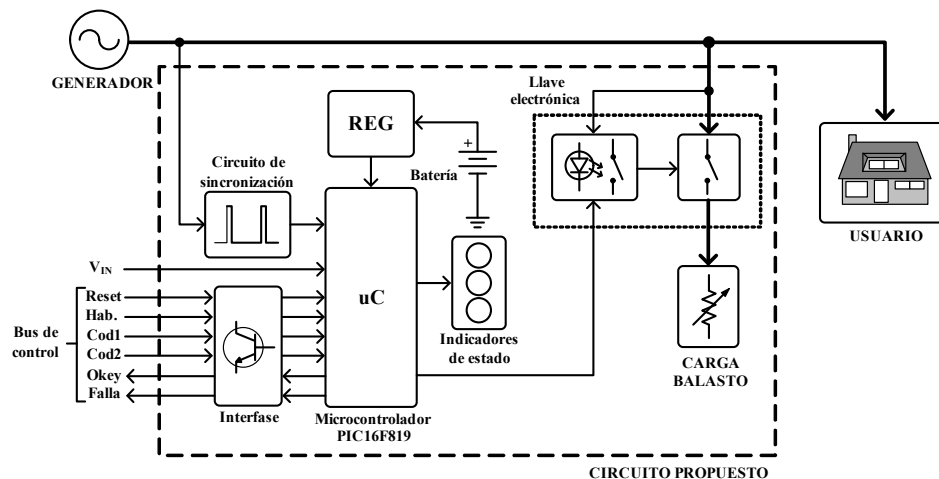 GENERADOR
Llave
electrónica
REG
+
Batería
Circuito de
sincronización
USUARIO
V_IN
uC
Reset
Hab.
Cod1
Cod2
Okey
Falla
Bus de
control
Indicadores
de estado
CARGA
BALASTO
Interfase
Microcontrolador
PIC16F819
CIRCUITO PROPUESTO